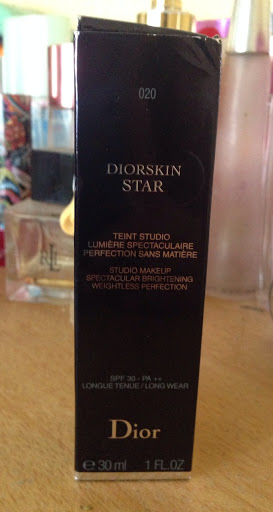 020
DIORSKIN
STAR
TEINT STUDIO
LUMIÈRE SPECTACULAIRE
PERFECTION SANS MATIÈRE
STUDIO MAKEUP
SPECTACULAR BRIGHTENING
WEIGHTLESS PERFECTION
SPF 30 - PA ++
LONGUE TENUE / LONG WEAR
Dior
℮ 30 ml 1 FL.OZ
RL